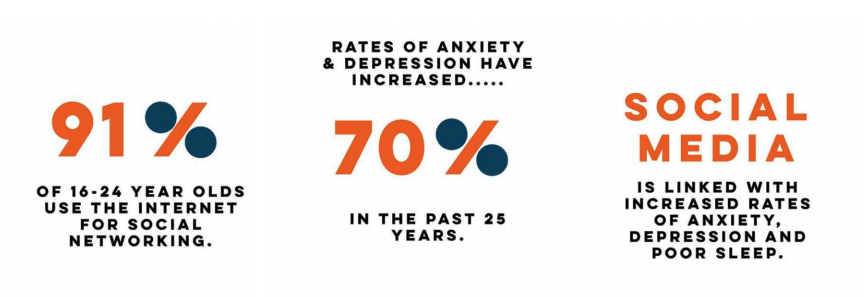 91%
OF 16-24 YEAR OLDS
USE THE INTERNET
FOR SOCIAL
NETWORKING.
RATES OF ANXIETY
& DEPRESSION HAVE
INCREASED.....
70%
IN THE PAST 25
YEARS.
SOCIAL
MEDIA
IS LINKED WITH
INCREASED RATES
OF ANXIETY,
DEPRESSION AND
POOR SLEEP.